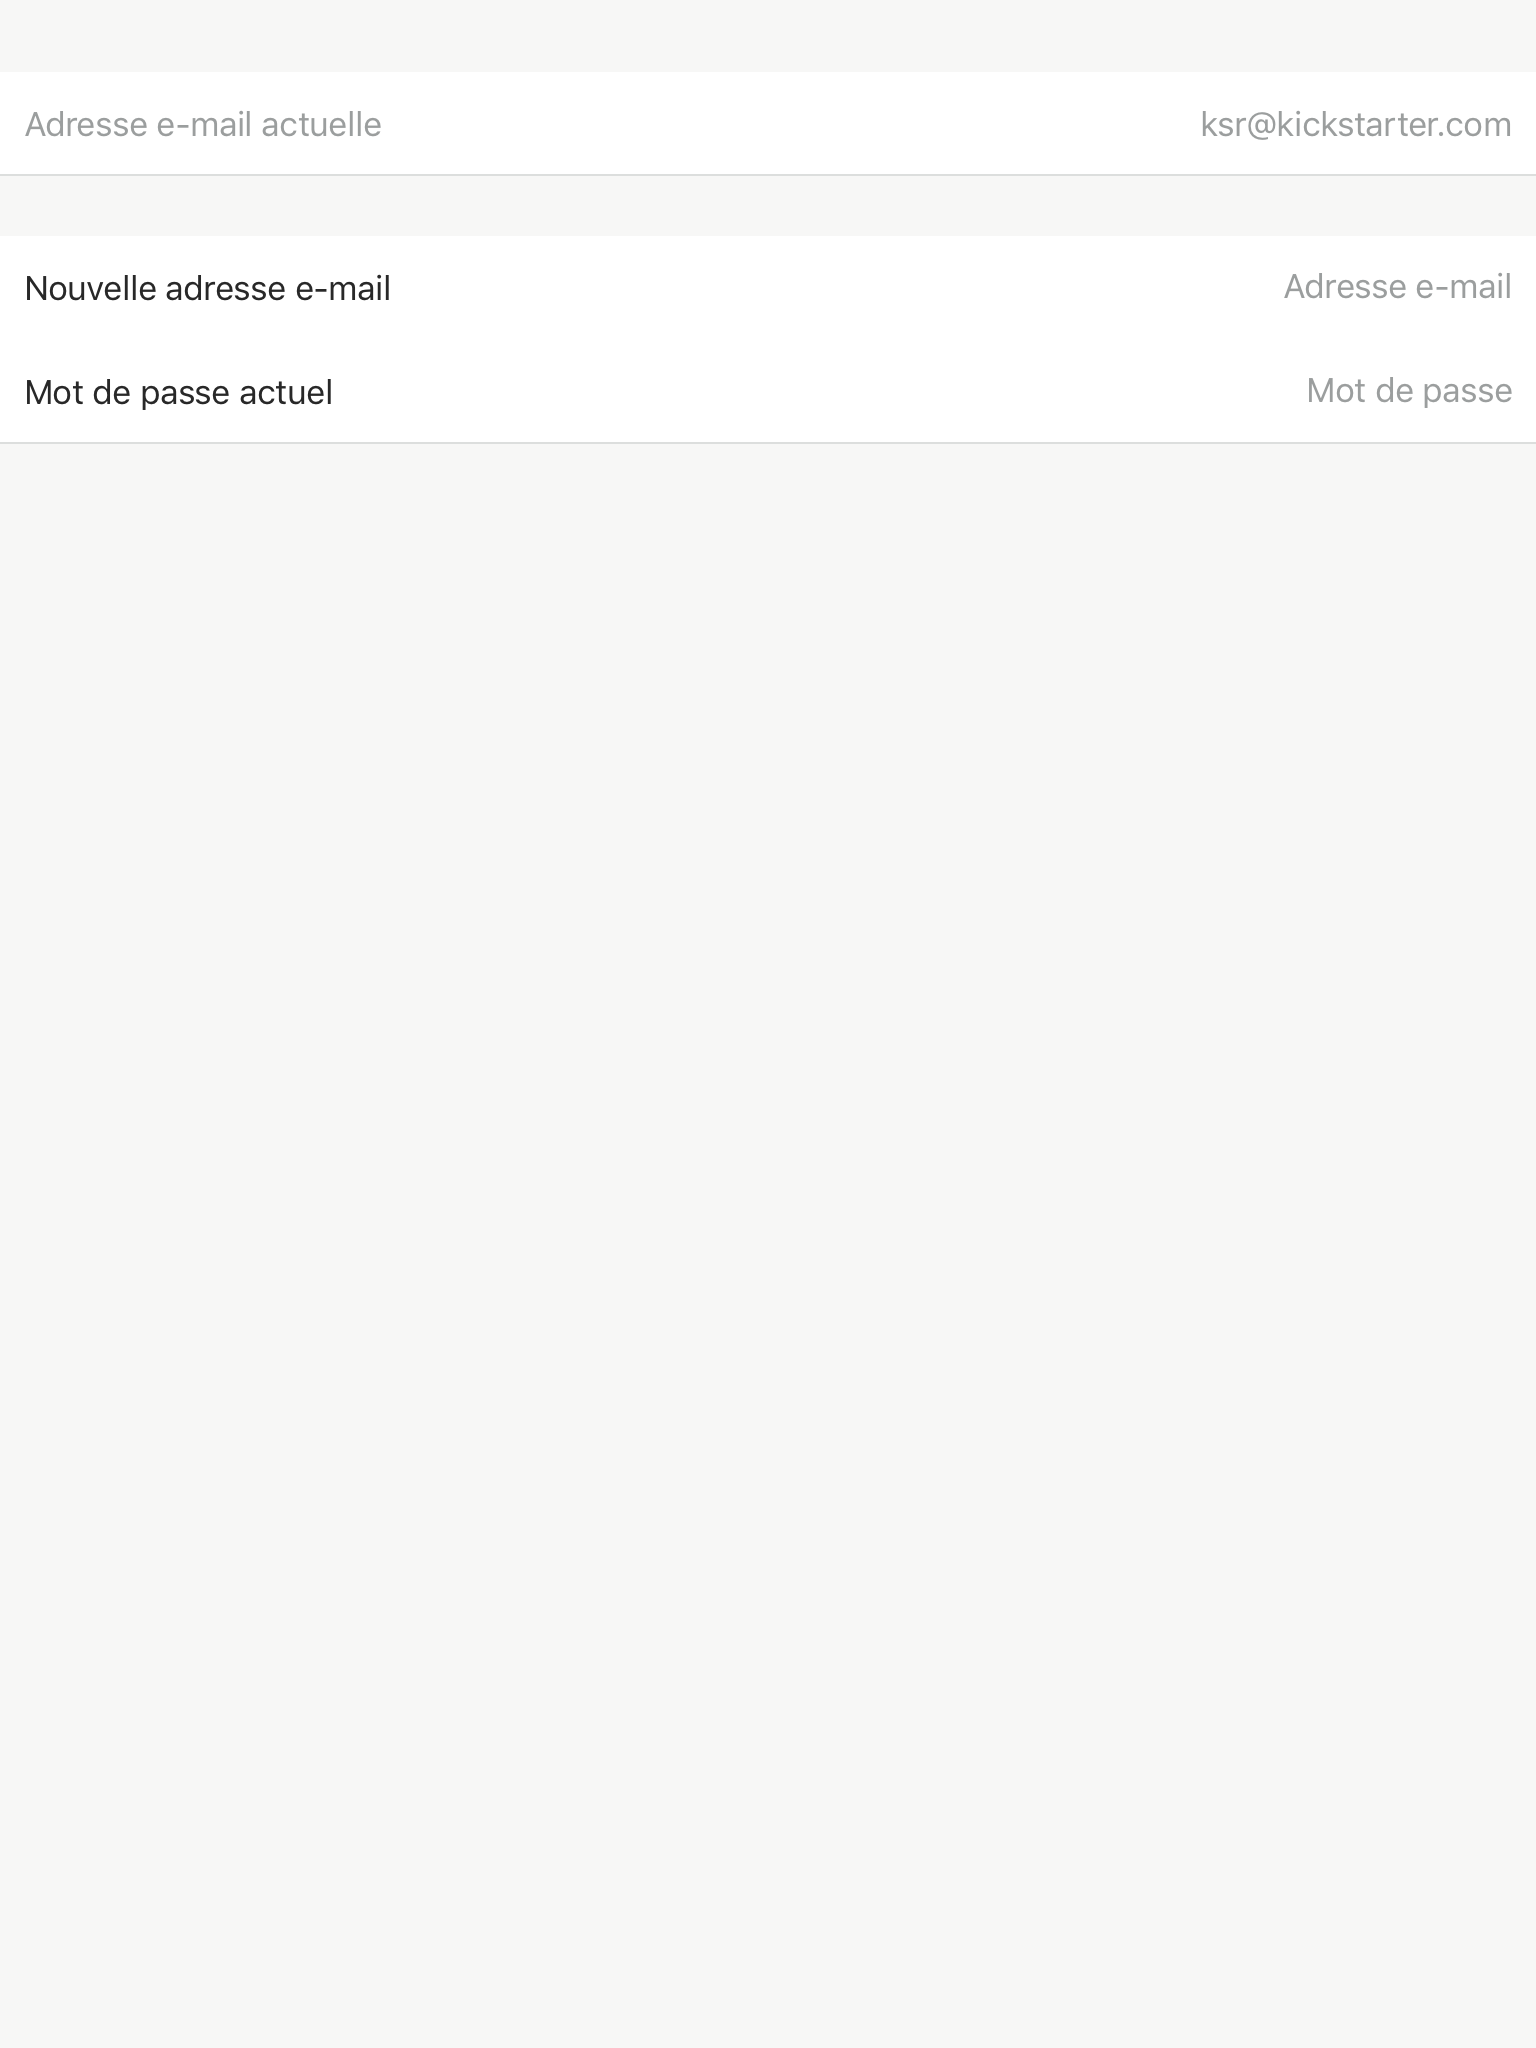 Adresse e-mail actuelle ksr@kickstarter.com
Nouvelle adresse e-mail Adresse e-mail
Mot de passe actuel Mot de passe